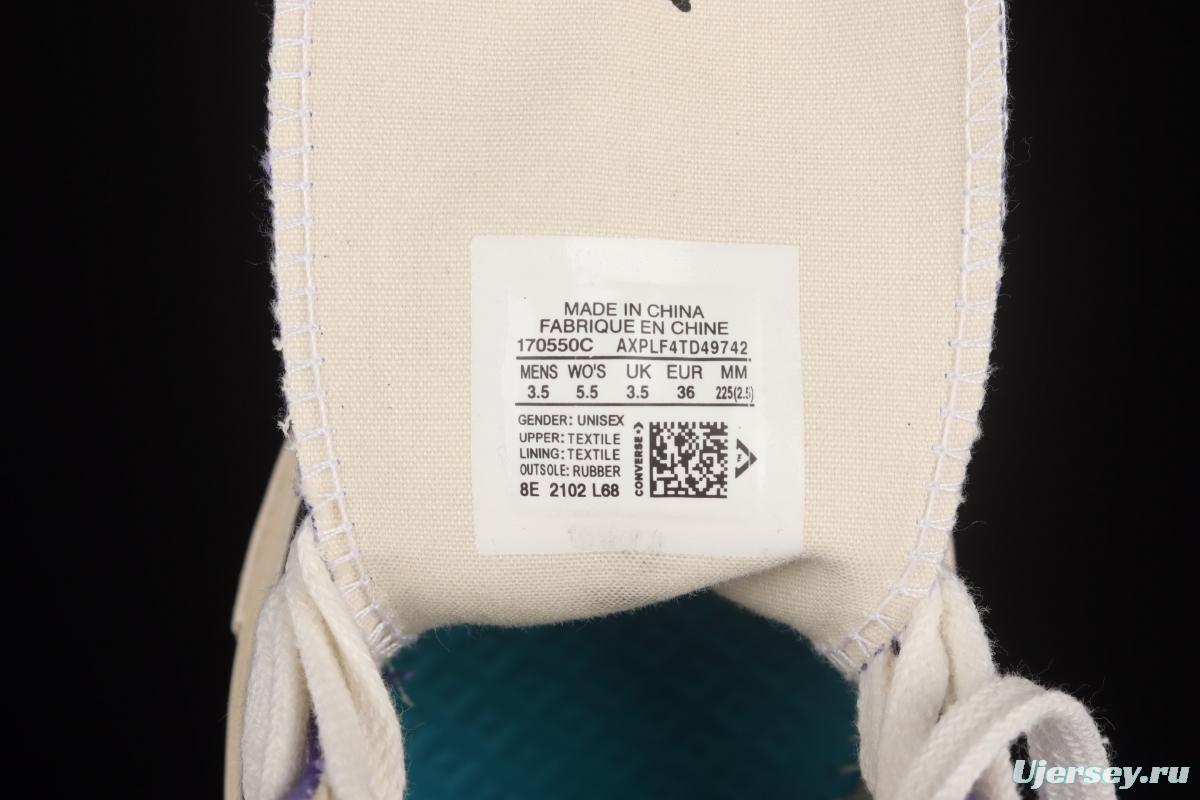 MADE IN CHINA
FABRIQUE EN CHINE
170550C AXPLF4TD49742
MENS WO'S UK EUR MM
3.5 5.5 3.5 36 225(2.5)
GENDER: UNISEX
UPPER: TEXTILE
LINING: TEXTILE
OUTSOLE: RUBBER
8E 2102 L68
CONVERSE
Ujersey.ru